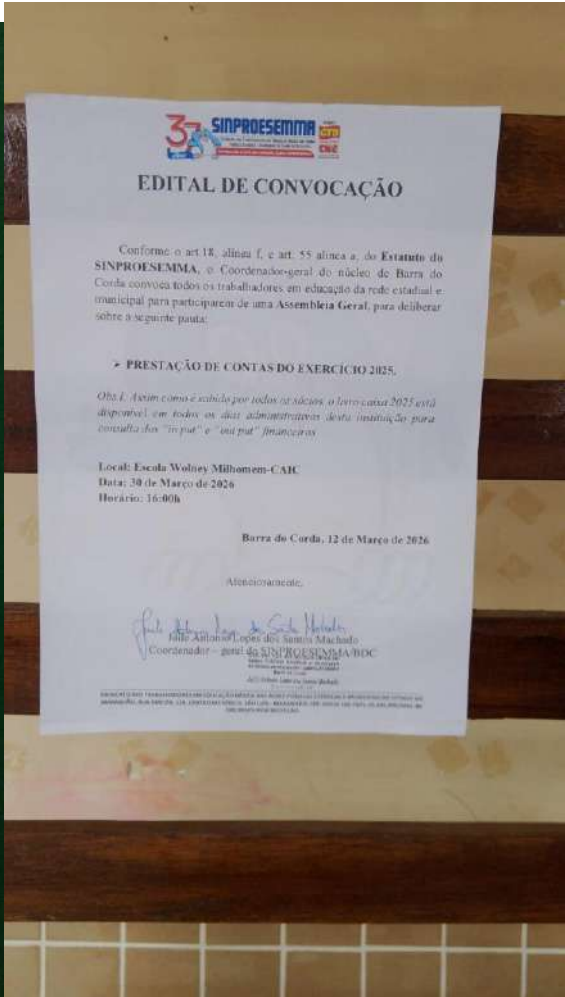 37
anos
SINPROESEMMA
CTB
CNTE
EDITAL DE CONVOCAÇÃO
Conforme o art 18, alínea f, e art. 55 alínea a, do Estatuto do
SINPROESEMMA, o Coordenador-geral do núcleo de Barra do
Corda convoca todos os trabalhadores em educação da rede estadual e
municipal para participarem de uma Assembleia Geral, para deliberar
sobre a seguinte pauta:
➢ PRESTAÇÃO DE CONTAS DO EXERCÍCIO 2025.
Obs 1: Assim como é sabido por todos os sócios, o livro caixa 2025 está
disponível em todos os dias administrativos desta instituição para
consulta dos "in put" e "out put" financeiros
Local: Escola Wolney Milhomem-CAIC
Data: 30 de Março de 2026
Horário: 16:00h
Barra do Corda, 12 de Março de 2026
Atenciosamente,
Lopes dos Santos Machado
Coordenador – geral do SINPROESEMMA/BDC